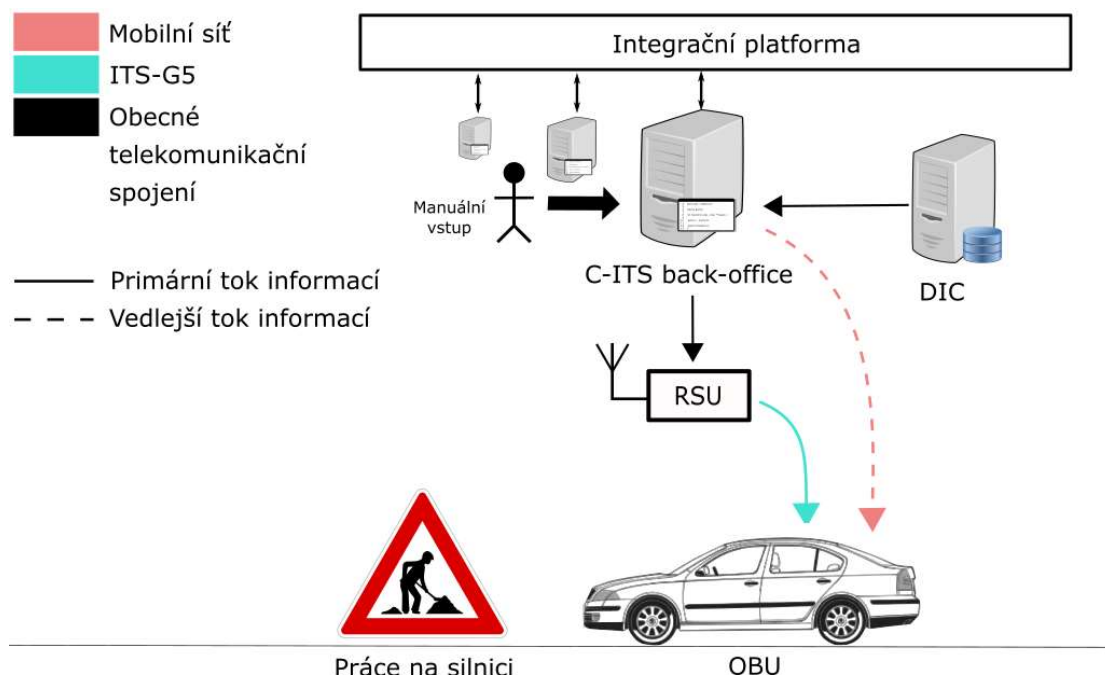 Mobilní síť
ITS-G5
Obecné
telekomunikační
spojení
Primární tok informací
Vedlejší tok informací
Integrační platforma
Manuální
vstup
C-ITS back-office
DIC
RSU
Práce na silnici
OBU